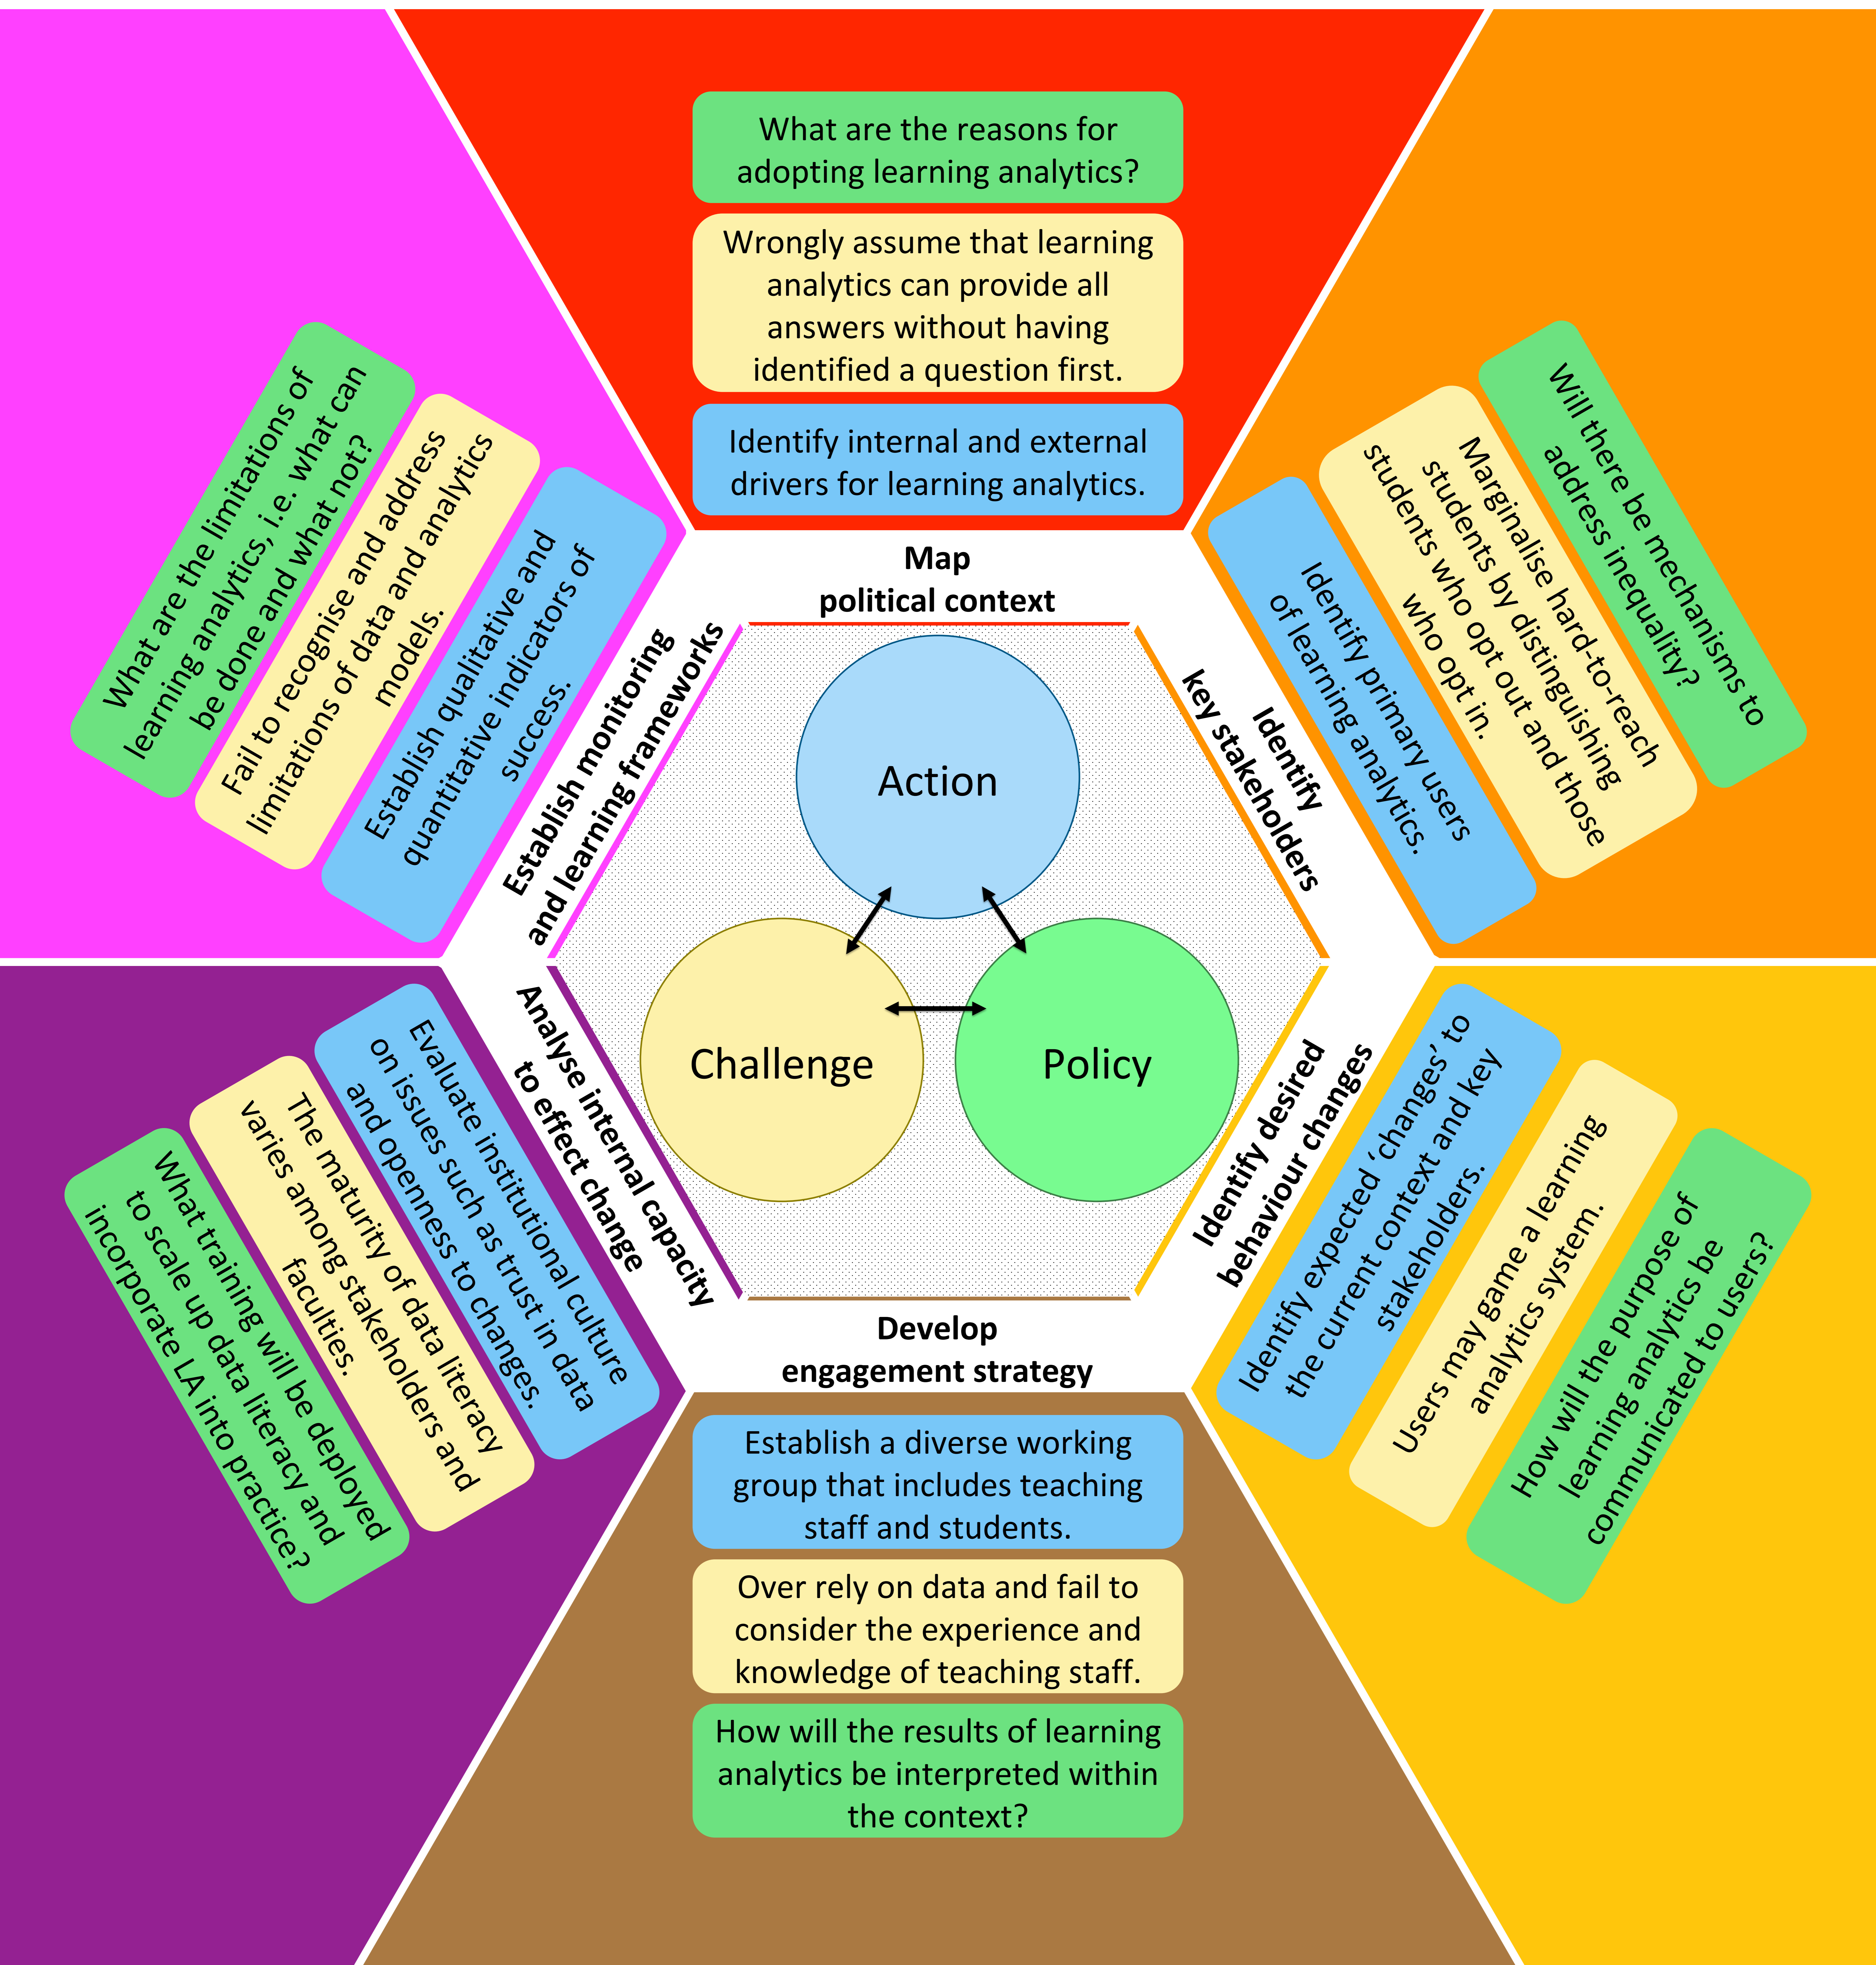 What are the reasons for
adopting learning analytics?
Wrongly assume that learning
analytics can provide all
answers without having
identified a question first.
Identify internal and external
drivers for learning analytics.
Map
political context
Will there be mechanisms to
address inequality?
Marginalise hard-to-reach
students by distinguishing
students who opt out and those
who opt in.
Identify primary users
of learning analytics.
Identify
key stakeholders
Identify desired
behaviour changes
Identify expected ‘changes’ to
the current context and key
stakeholders.
Users may game a learning
analytics system.
How will the purpose of
learning analytics be
communicated to users?
Develop
engagement strategy
Establish a diverse working
group that includes teaching
staff and students.
Over rely on data and fail to
consider the experience and
knowledge of teaching staff.
How will the results of learning
analytics be interpreted within
the context?
Analyse internal capacity
to effect change
Evaluate institutional culture
on issues such as trust in data
and openness to changes.
The maturity of data literacy
varies among stakeholders and
faculties.
What training will be deployed
to scale up data literacy and
incorporate LA into practice?
Establish monitoring
and learning frameworks
Establish qualitative and
quantitative indicators of
success.
Fail to recognise and address
limitations of data and analytics
models.
What are the limitations of
learning analytics, i.e. what can
be done and what not?
Action
Challenge
Policy